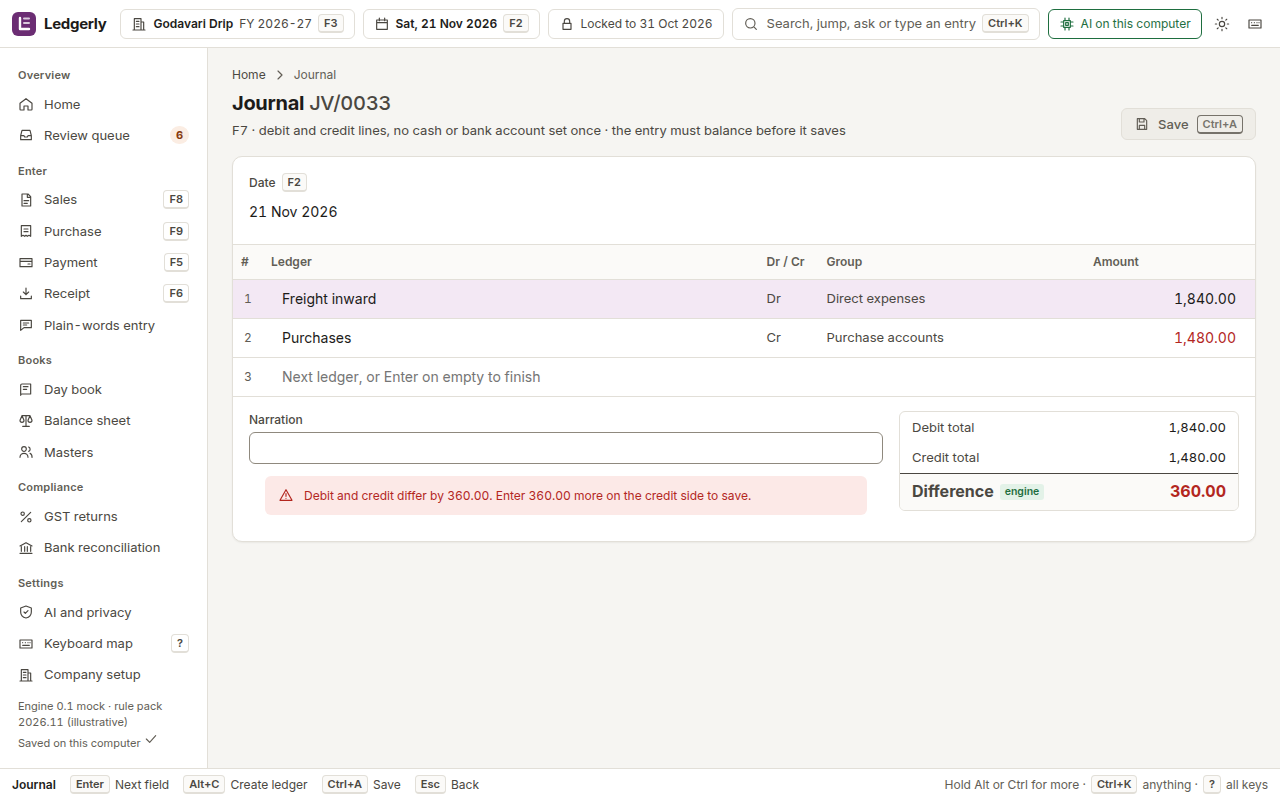 Ledgerly
Godavari Drip FY 2026-27 F3
Sat, 21 Nov 2026 F2
Locked to 31 Oct 2026
Search, jump, ask or type an entry Ctrl+K
AI on this computer
Overview
Home
Review queue 6
Enter
Sales F8
Purchase F9
Payment F5
Receipt F6
Plain-words entry
Books
Day book
Balance sheet
Masters
Compliance
GST returns
Bank reconciliation
Settings
AI and privacy
Keyboard map ?
Company setup
Engine 0.1 mock · rule pack
2026.11 (illustrative)
Saved on this computer
Home Journal
Journal JV/0033
F7 · debit and credit lines, no cash or bank account set once · the entry must balance before it saves
Save Ctrl+A
Date F2
21 Nov 2026
# Ledger Dr / Cr Group Amount
1 Freight inward Dr Direct expenses 1,840.00
2 Purchases Cr Purchase accounts 1,480.00
3 Next ledger, or Enter on empty to finish
Narration
Debit and credit differ by 360.00. Enter 360.00 more on the credit side to save.
Debit total 1,840.00
Credit total 1,480.00
Difference engine 360.00
Journal Enter Next field Alt+C Create ledger Ctrl+A Save Esc Back
Hold Alt or Ctrl for more · Ctrl+K anything · ? all keys